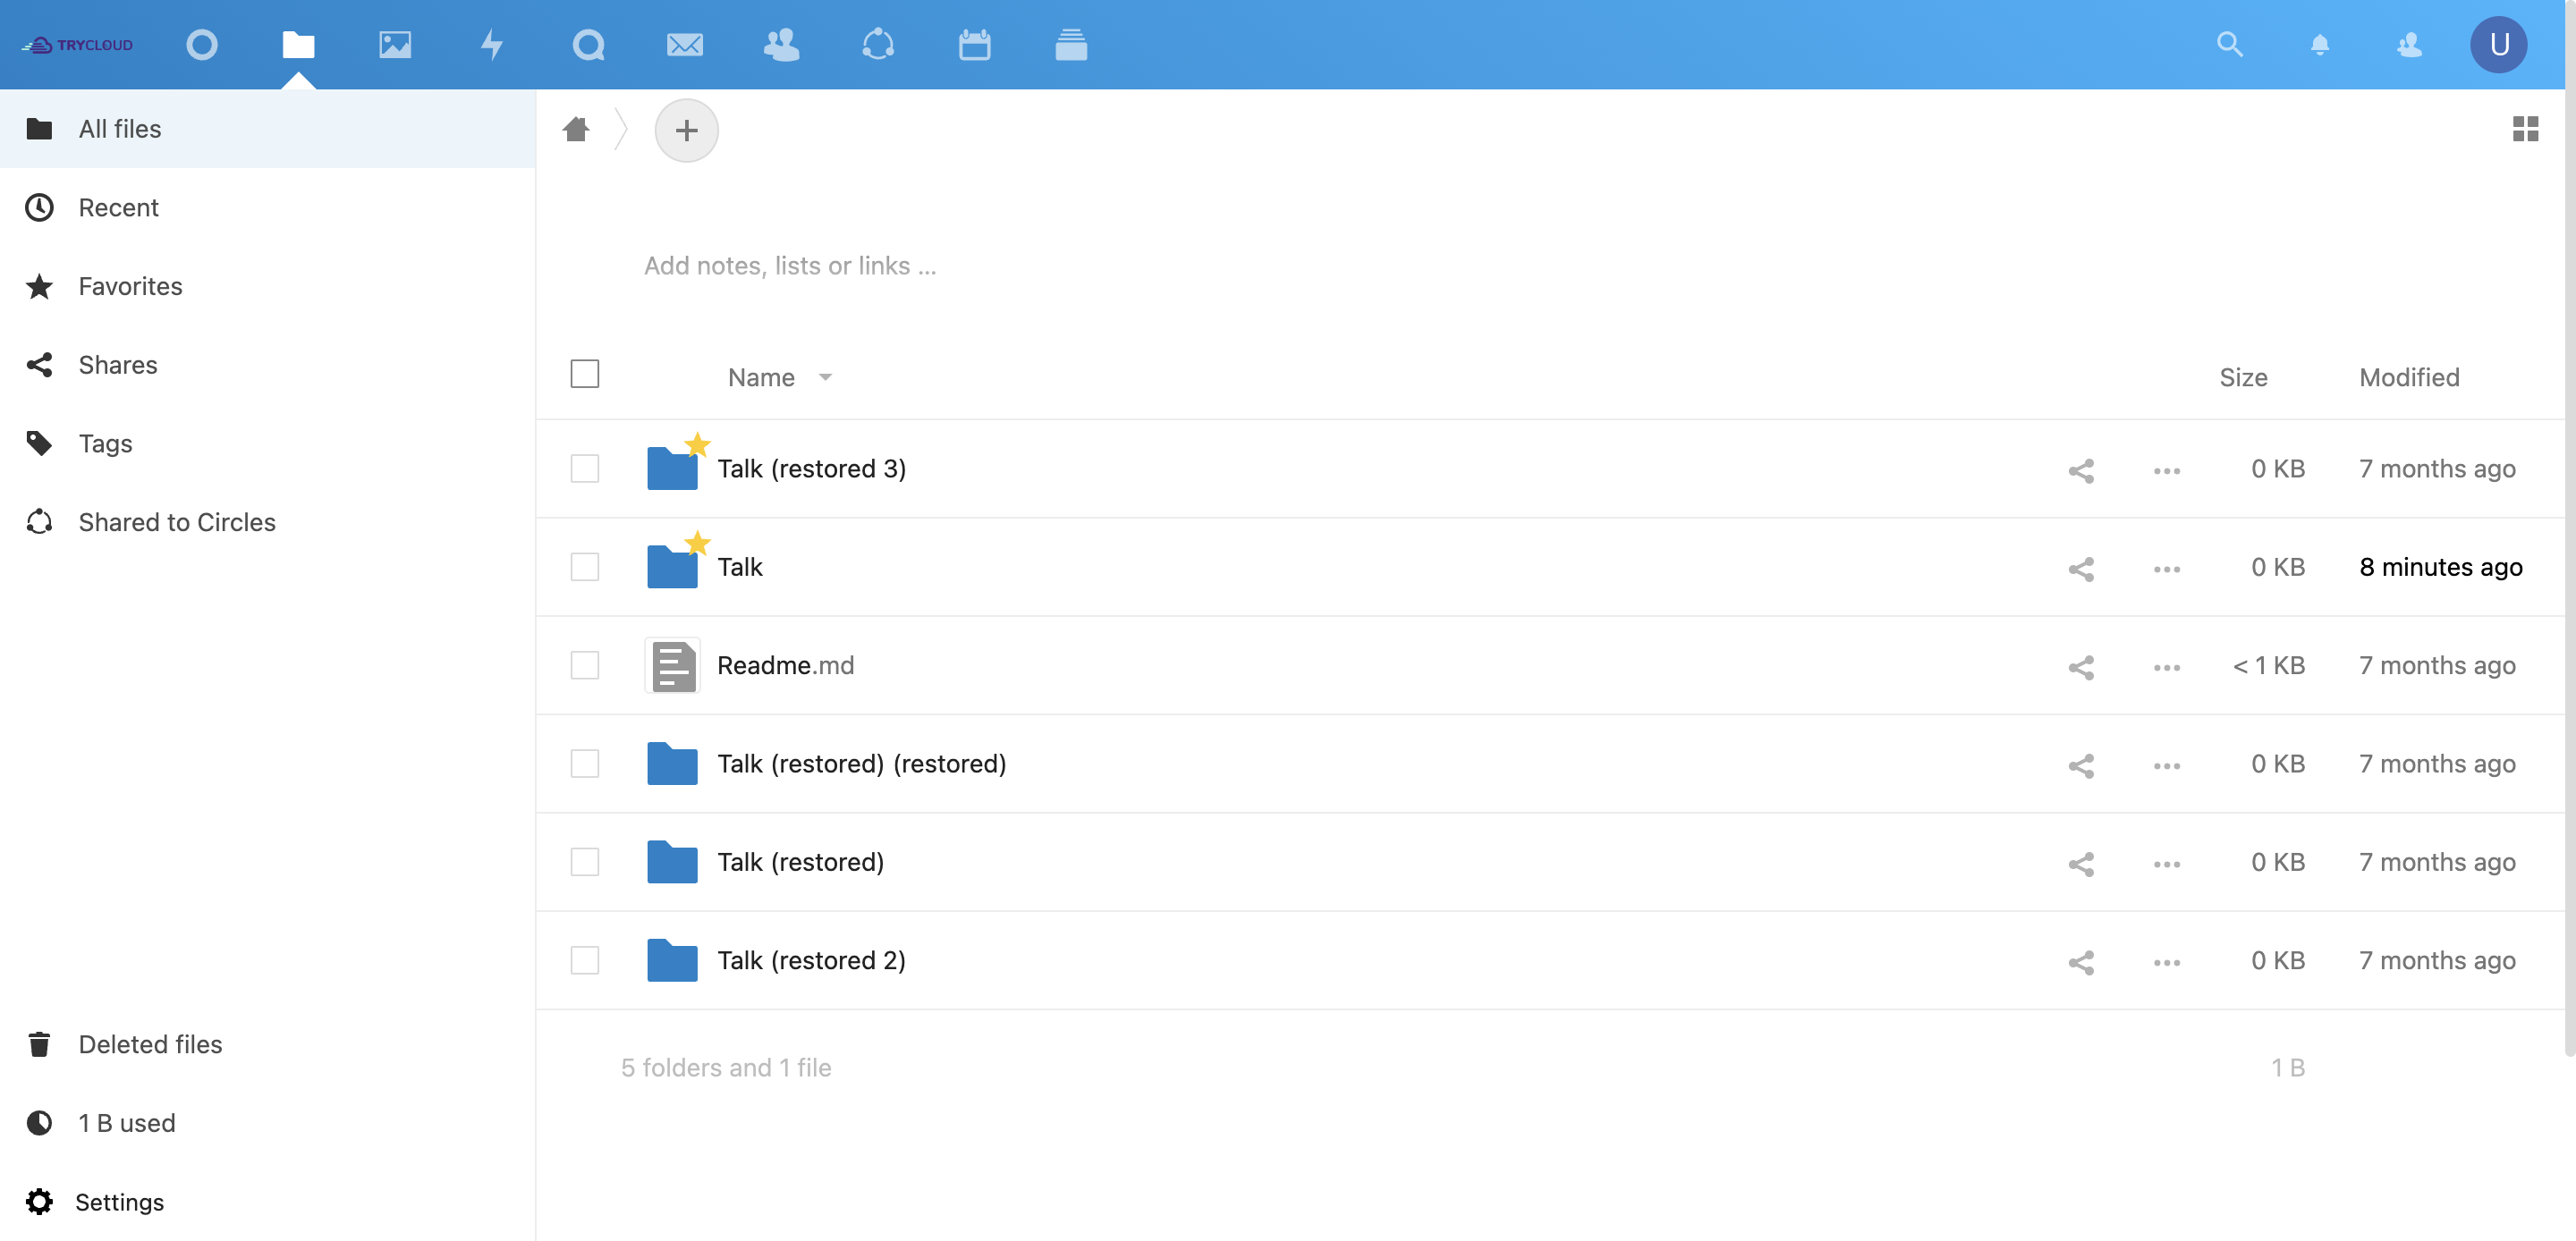 TRYCLOUD
U
All files
Recent
Favorites
Shares
Tags
Shared to Circles
Deleted files
1 B used
Settings
Add notes, lists or links ...
Name Size Modified
Talk (restored 3) 0 KB 7 months ago
Talk 0 KB 8 minutes ago
Readme.md < 1 KB 7 months ago
Talk (restored) (restored) 0 KB 7 months ago
Talk (restored) 0 KB 7 months ago
Talk (restored 2) 0 KB 7 months ago
5 folders and 1 file 1 B